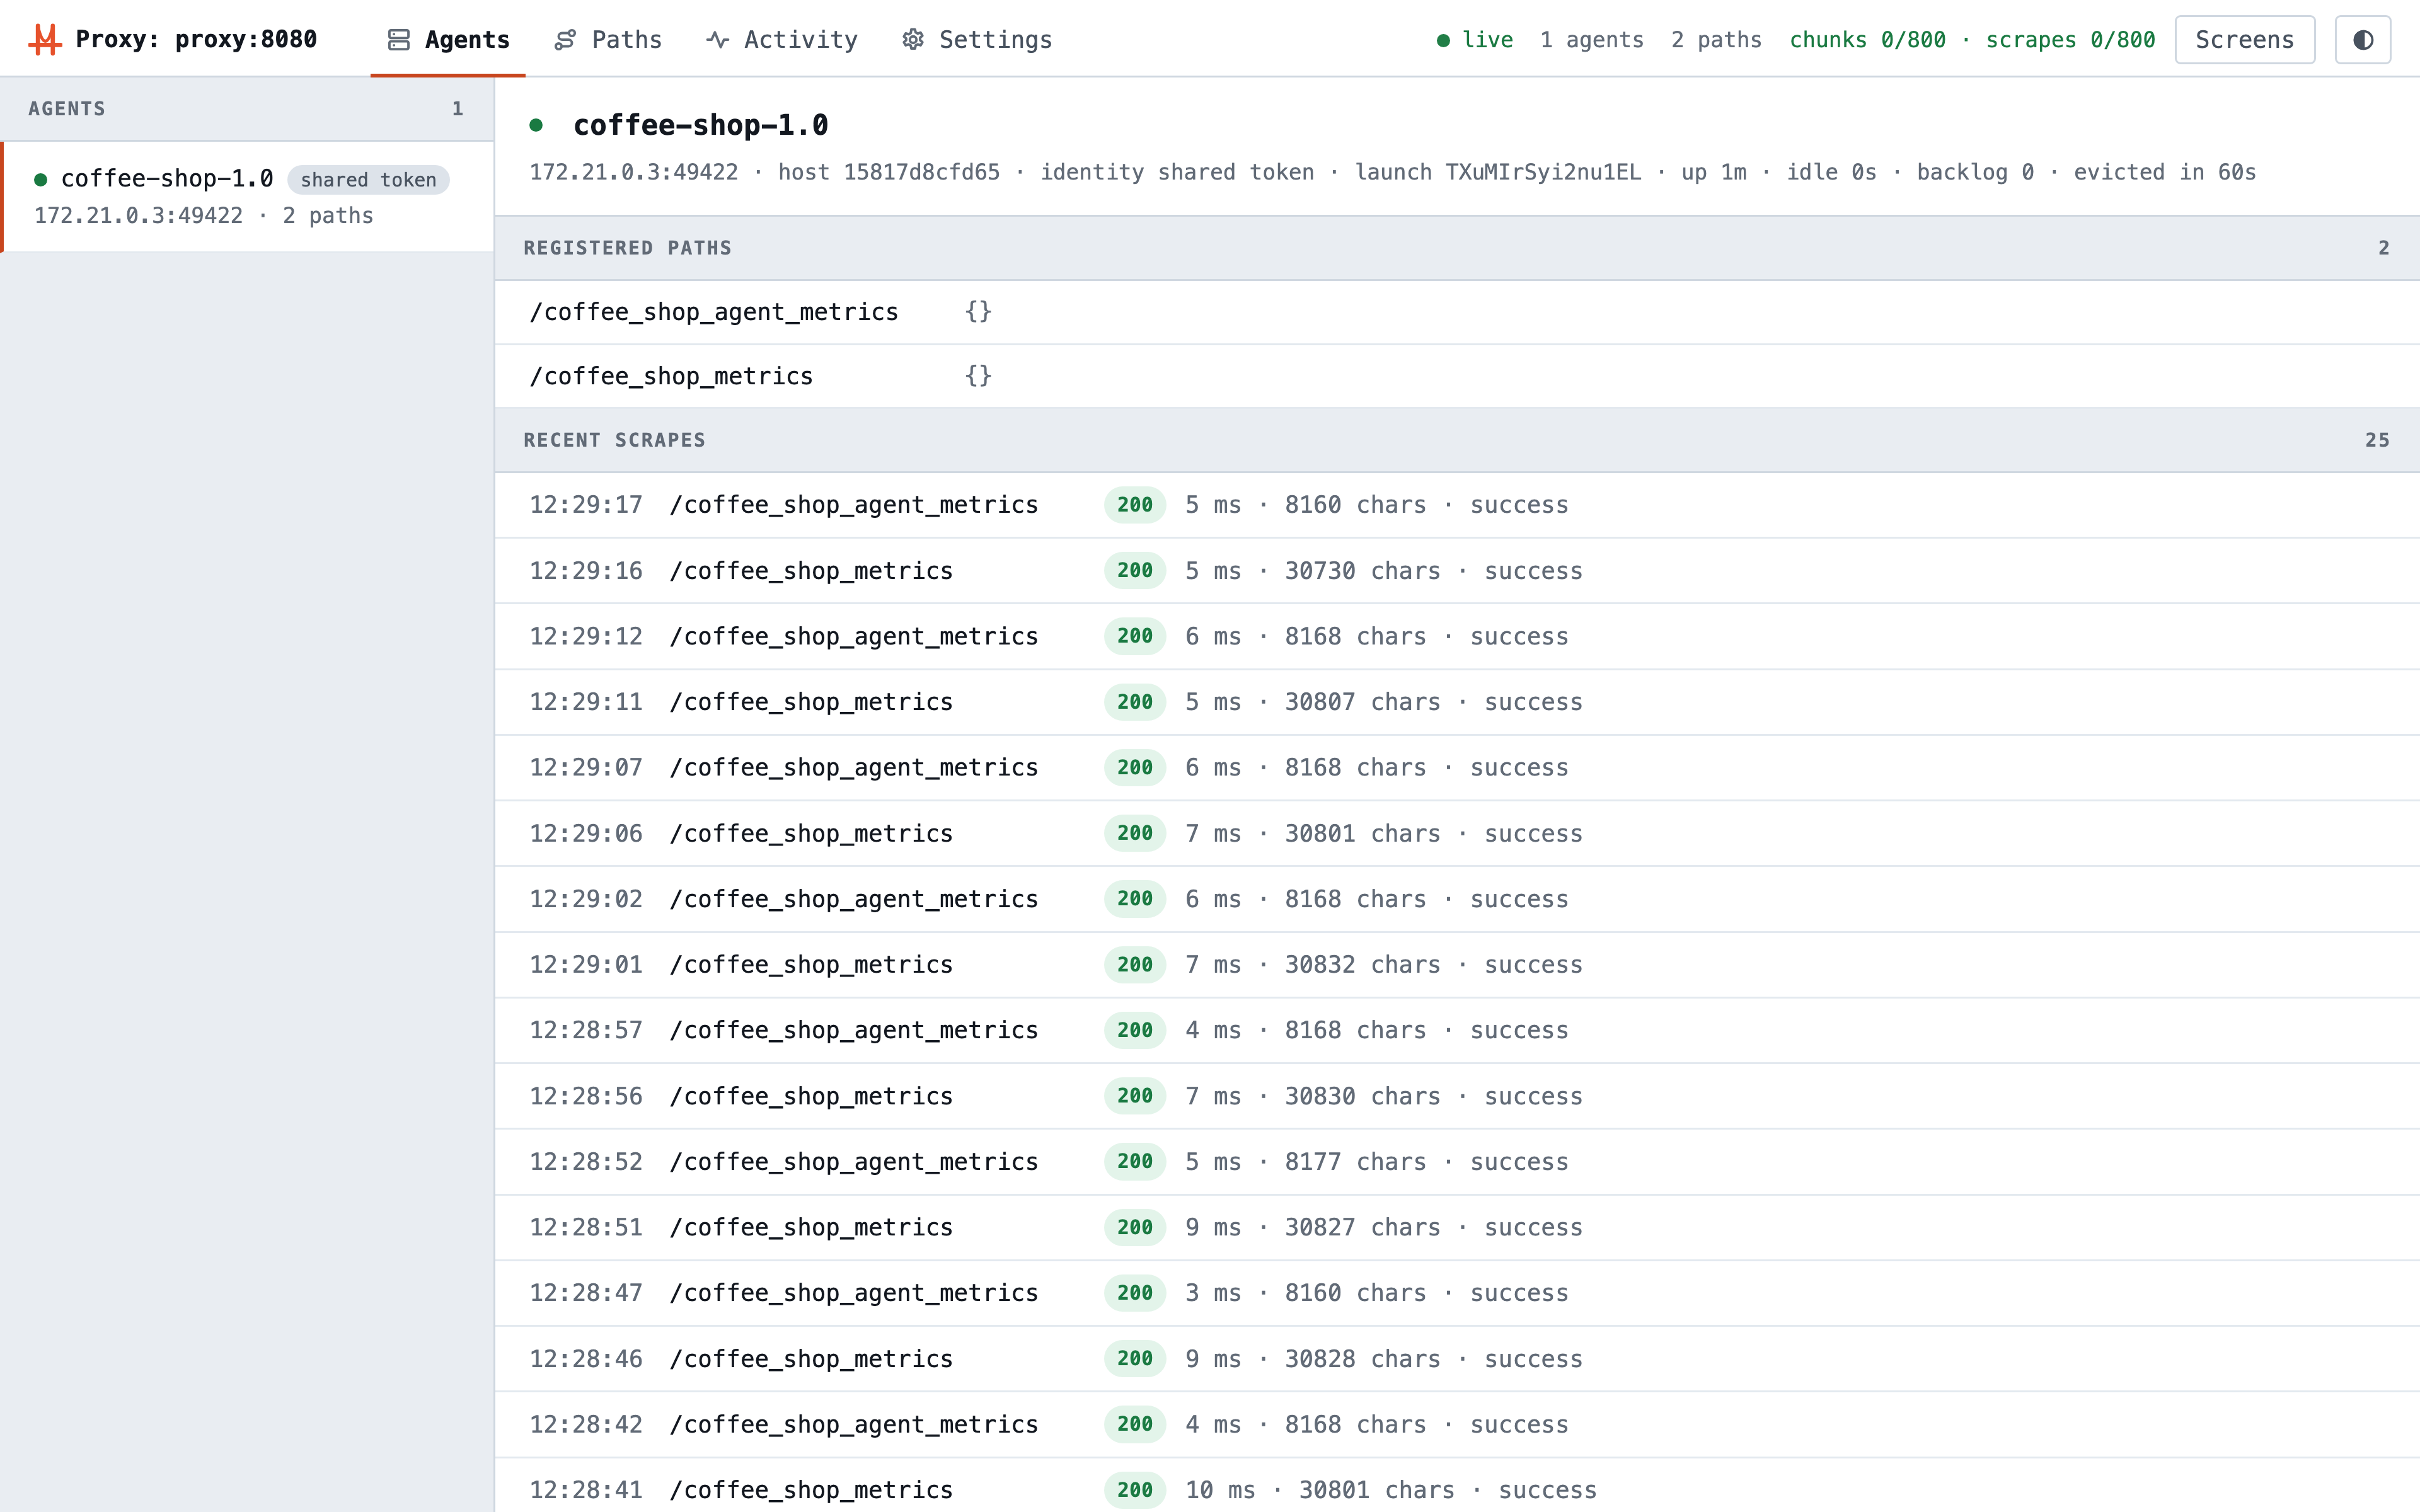 Proxy: proxy:8080 Agents Paths Activity Settings live 1 agents 2 paths chunks 0/800 · scrapes 0/800 Screens
AGENTS 1
coffee-shop-1.0 shared token
172.21.0.3:49422 · 2 paths
coffee-shop-1.0
172.21.0.3:49422 · host 15817d8cfd65 · identity shared token · launch TXuMIrSyi2nu1EL · up 1m · idle 0s · backlog 0 · evicted in 60s
REGISTERED PATHS 2
/coffee_shop_agent_metrics {}
/coffee_shop_metrics {}
RECENT SCRAPES 25
12:29:17 /coffee_shop_agent_metrics 200 5 ms · 8160 chars · success
12:29:16 /coffee_shop_metrics 200 5 ms · 30730 chars · success
12:29:12 /coffee_shop_agent_metrics 200 6 ms · 8168 chars · success
12:29:11 /coffee_shop_metrics 200 5 ms · 30807 chars · success
12:29:07 /coffee_shop_agent_metrics 200 6 ms · 8168 chars · success
12:29:06 /coffee_shop_metrics 200 7 ms · 30801 chars · success
12:29:02 /coffee_shop_agent_metrics 200 6 ms · 8168 chars · success
12:29:01 /coffee_shop_metrics 200 7 ms · 30832 chars · success
12:28:57 /coffee_shop_agent_metrics 200 4 ms · 8168 chars · success
12:28:56 /coffee_shop_metrics 200 7 ms · 30830 chars · success
12:28:52 /coffee_shop_agent_metrics 200 5 ms · 8177 chars · success
12:28:51 /coffee_shop_metrics 200 9 ms · 30827 chars · success
12:28:47 /coffee_shop_agent_metrics 200 3 ms · 8160 chars · success
12:28:46 /coffee_shop_metrics 200 9 ms · 30828 chars · success
12:28:42 /coffee_shop_agent_metrics 200 4 ms · 8168 chars · success
12:28:41 /coffee_shop_metrics 200 10 ms · 30801 chars · success